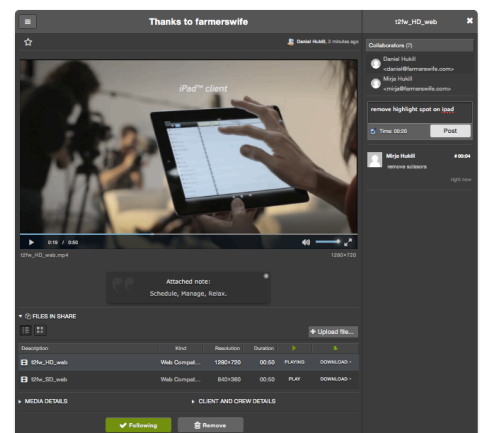 Thanks to farmerswife
t2fw_HD_web
Daniel Hukill, 2 minutes ago
Collaborators (2)
Daniel Hukill
<daniel@farmerswife.com>
Mirja Hukill
<mirja@farmerswife.com>
iPad™ client
remove highlight spot on ipad
Time: 00:20
Post
Mirja Hukill
# 00:04
remove scissors
right now
0:19 / 0:50
t2fw_HD_web.mp4
1280×720
Attached note:
Schedule, Manage, Relax.
FILES IN SHARE
+ Upload file...
Description Kind Resolution Duration
t2fw_HD_web Web Compat... 1280×720 00:50 PLAYING DOWNLOAD
t2fw_SD_web Web Compat... 640×360 00:50 PLAY DOWNLOAD
MEDIA DETAILS
CLIENT AND CREW DETAILS
Following
Remove